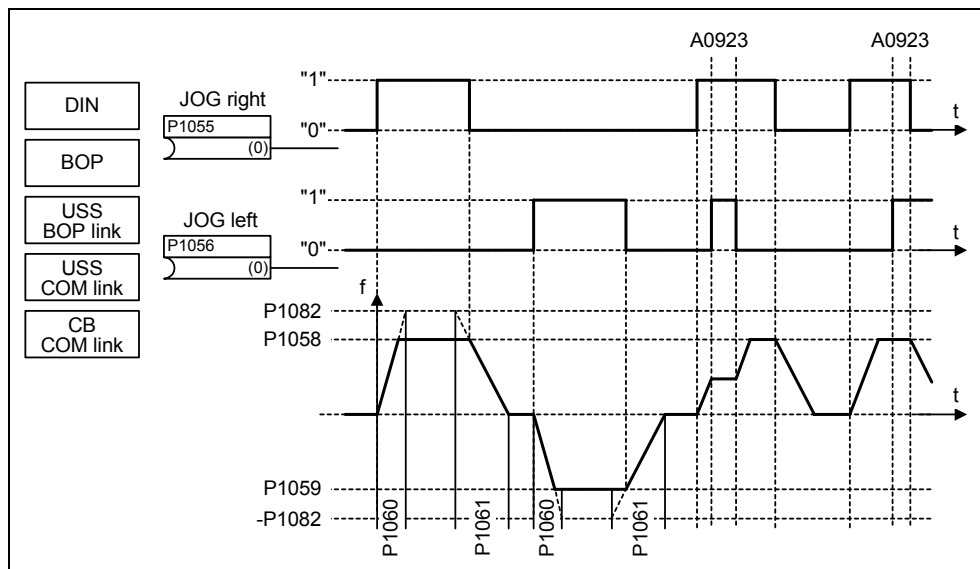 A0923
A0923
DIN
BOP
USS
BOP link
USS
COM link
CB
COM link
JOG right
P1055
(0)
JOG left
P1056
(0)
"1"
"0"
t
"1"
"0"
f
P1082
P1058
t
P1059
-P1082
P1060
P1061
P1060
P1061